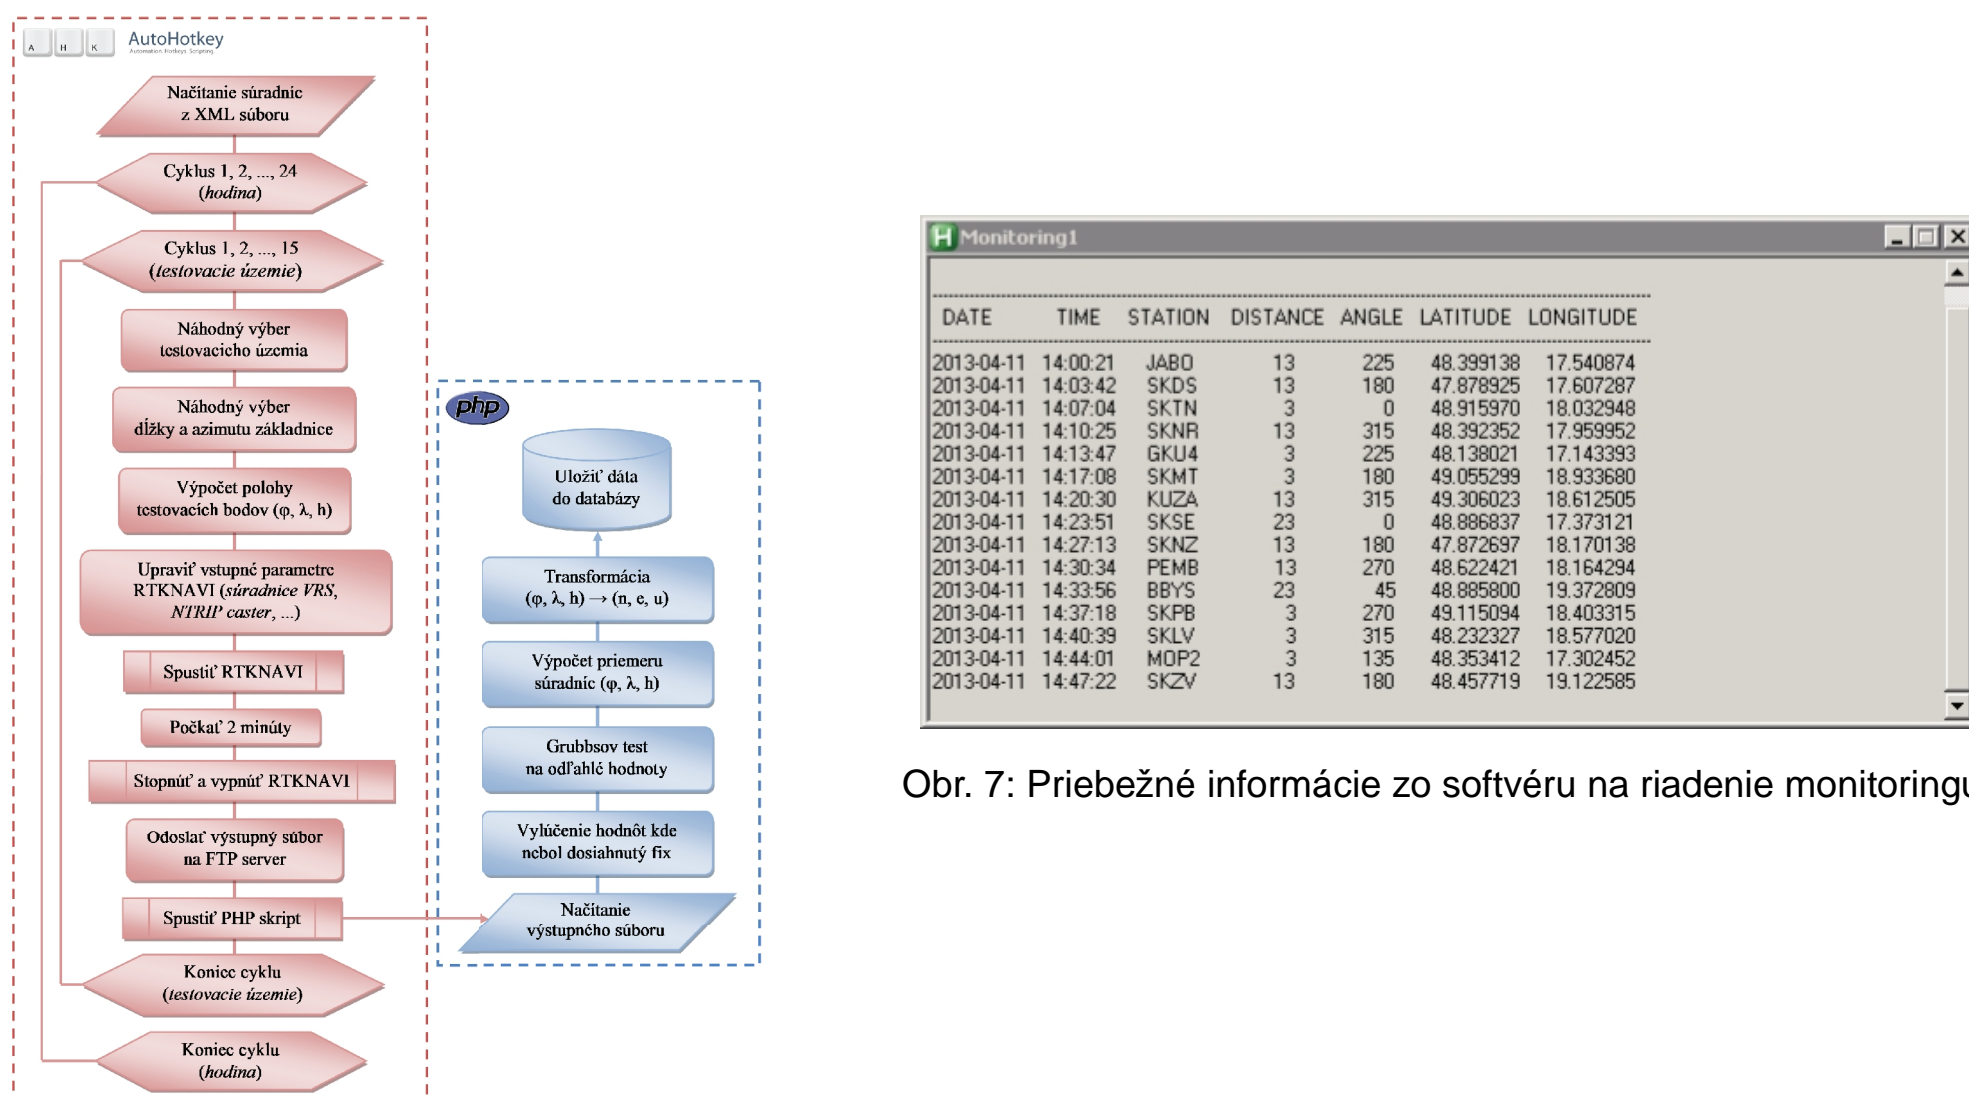 A H K
AutoHotkey
Automation. Hotkeys. Scripting.
Načítanie súradníc
z XML súboru
Cyklus 1, 2, ..., 24
(hodina)
Cyklus 1, 2, ..., 15
(testovacie územie)
Náhodný výber
testovacieho územia
Náhodný výber
dĺžky a azimutu základnice
Výpočet polohy
testovacích bodov (φ, λ, h)
Upraviť vstupné parametre
RTKNAVI (súradnice VRS,
NTRIP caster, ...)
Spustiť RTKNAVI
Počkať 2 minúty
Stopnúť a vypnúť RTKNAVI
Odoslať výstupný súbor
na FTP server
Spustiť PHP skript
Koniec cyklu
(testovacie územie)
Koniec cyklu
(hodina)
php
Uložiť dáta
do databázy
Transformácia
(φ, λ, h) → (n, e, u)
Výpočet priemeru
súradníc (φ, λ, h)
Grubbsov test
na odľahlé hodnoty
Vylúčenie hodnôt kde
nebol dosiahnutý fix
Načítanie
výstupného súboru
H Monitoring1
DATE TIME STATION DISTANCE ANGLE LATITUDE LONGITUDE
2013-04-11 14:00:21 JABO 13 225 48.399138 17.540874
2013-04-11 14:03:42 SKDS 13 180 47.878925 17.607287
2013-04-11 14:07:04 SKTN 3 0 48.915970 18.032948
2013-04-11 14:10:25 SKNR 13 315 48.392352 17.959952
2013-04-11 14:13:47 GKU4 3 225 48.138021 17.143393
2013-04-11 14:17:08 SKMT 3 180 49.055299 18.933680
2013-04-11 14:20:30 KUZA 13 315 49.306023 18.612505
2013-04-11 14:23:51 SKSE 23 0 48.886837 17.373121
2013-04-11 14:27:13 SKNZ 13 180 47.872697 18.170138
2013-04-11 14:30:34 PEMB 13 270 48.622421 18.164294
2013-04-11 14:33:56 BBYS 23 45 48.885800 19.372809
2013-04-11 14:37:18 SKPB 3 270 49.115094 18.403315
2013-04-11 14:40:39 SKLV 3 315 48.232327 18.577020
2013-04-11 14:44:01 MOP2 3 135 48.353412 17.302452
2013-04-11 14:47:22 SKZV 13 180 48.457719 19.122585
Obr. 7: Priebežné informácie zo softvéru na riadenie monitoringu